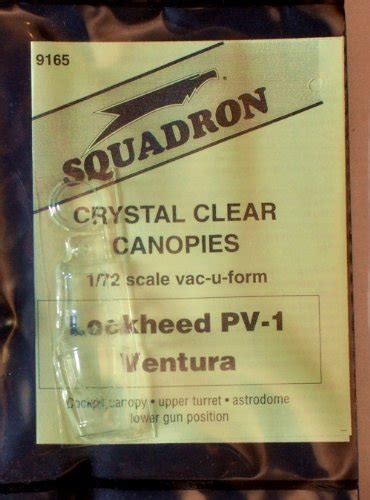 9165
SQUADRON
CRYSTAL CLEAR
CANOPIES
1/72 scale vac-u-form
Lockheed PV-1
Ventura
Cockpit canopy • upper turret • astrodome
lower gun position